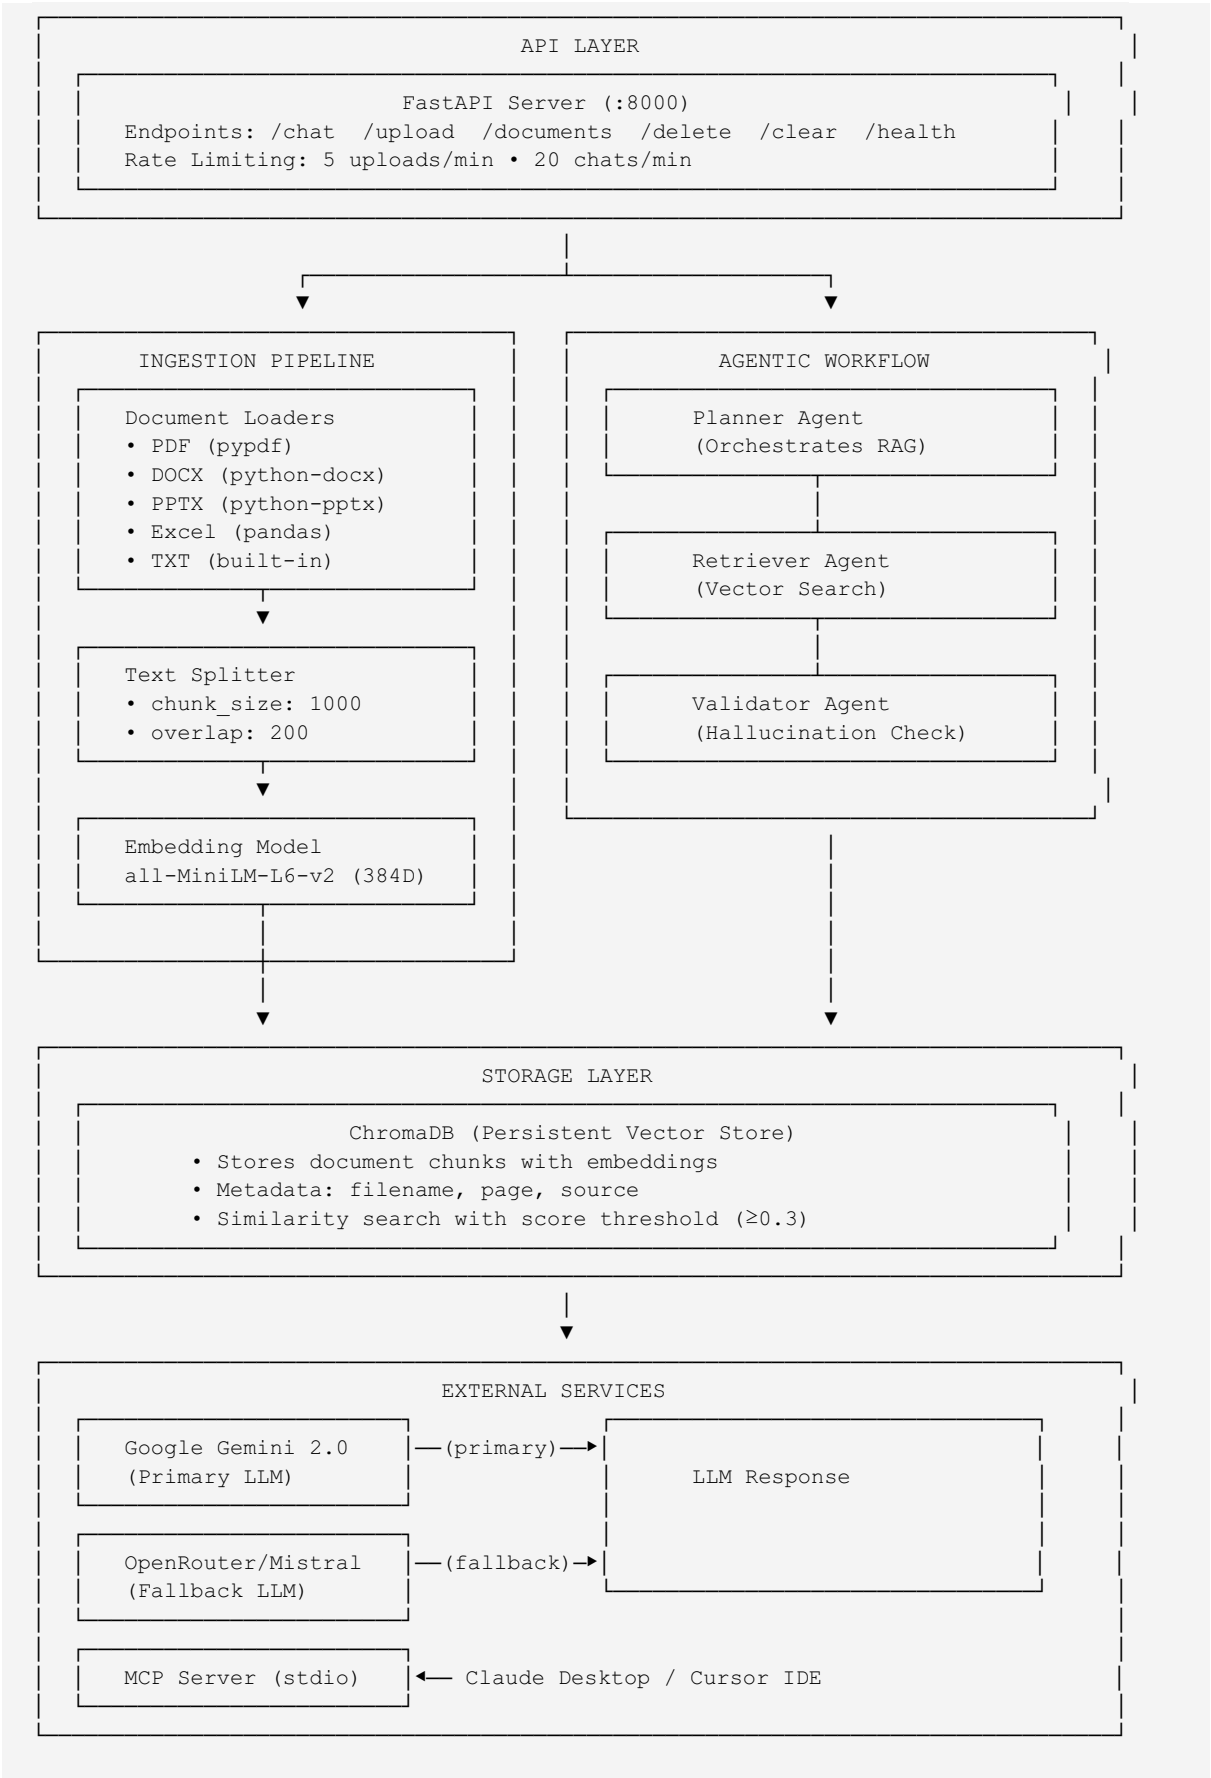 API LAYER
FastAPI Server (:8000)
Endpoints: /chat /upload /documents /delete /clear /health
Rate Limiting: 5 uploads/min • 20 chats/min
INGESTION PIPELINE
Document Loaders
• PDF (pypdf)
• DOCX (python-docx)
• PPTX (python-pptx)
• Excel (pandas)
• TXT (built-in)
Text Splitter
• chunk_size: 1000
• overlap: 200
Embedding Model
all-MiniLM-L6-v2 (384D)
AGENTIC WORKFLOW
Planner Agent
(Orchestrates RAG)
Retriever Agent
(Vector Search)
Validator Agent
(Hallucination Check)
STORAGE LAYER
ChromaDB (Persistent Vector Store)
• Stores document chunks with embeddings
• Metadata: filename, page, source
• Similarity search with score threshold (≥0.3)
EXTERNAL SERVICES
Google Gemini 2.0
(Primary LLM)
(primary)
LLM Response
OpenRouter/Mistral
(Fallback LLM)
(fallback)
MCP Server (stdio)
Claude Desktop / Cursor IDE